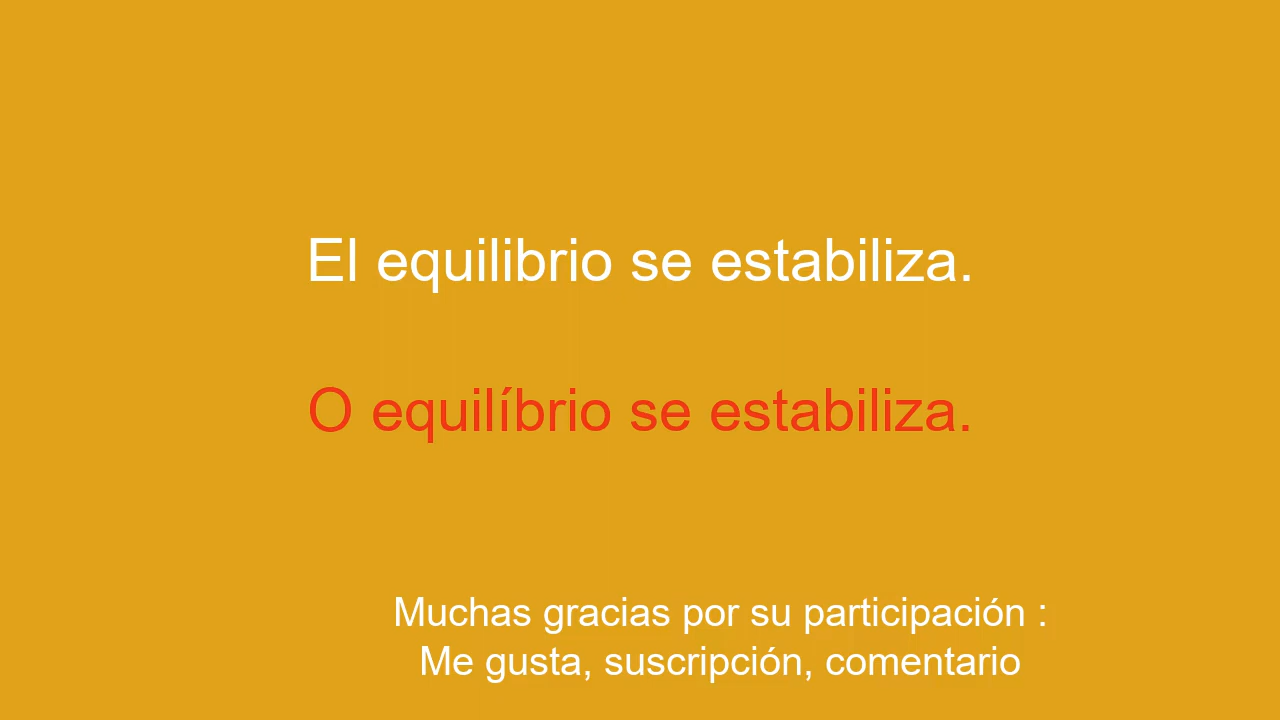 El equilibrio se estabiliza.
O equilíbrio se estabiliza.
Muchas gracias por su participación :
Me gusta, suscripción, comentario